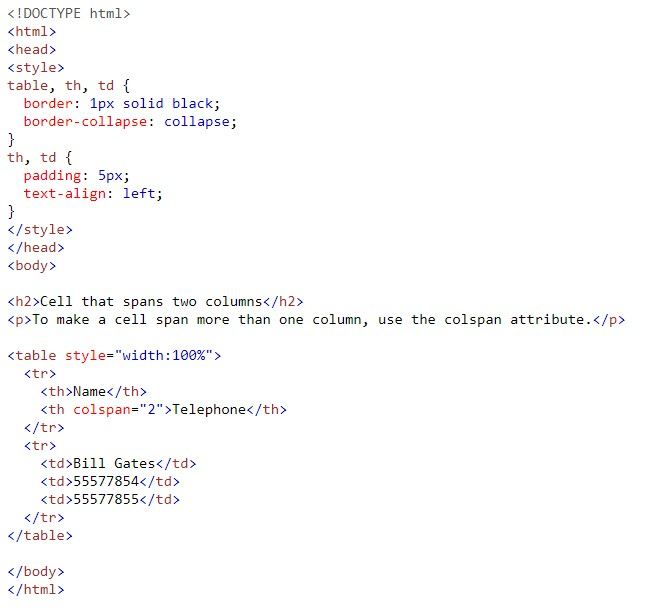 <!DOCTYPE html>
<html>
<head>
<style>
table, th, td {
  border: 1px solid black;
  border-collapse: collapse;
}
th, td {
  padding: 5px;
  text-align: left;
}
</style>
</head>
<body>

<h2>Cell that spans two columns</h2>
<p>To make a cell span more than one column, use the colspan attribute.</p>

<table style="width:100%">
  <tr>
    <th>Name</th>
    <th colspan="2">Telephone</th>
  </tr>
  <tr>
    <td>Bill Gates</td>
    <td>55577854</td>
    <td>55577855</td>
  </tr>
</table>

</body>
</html>